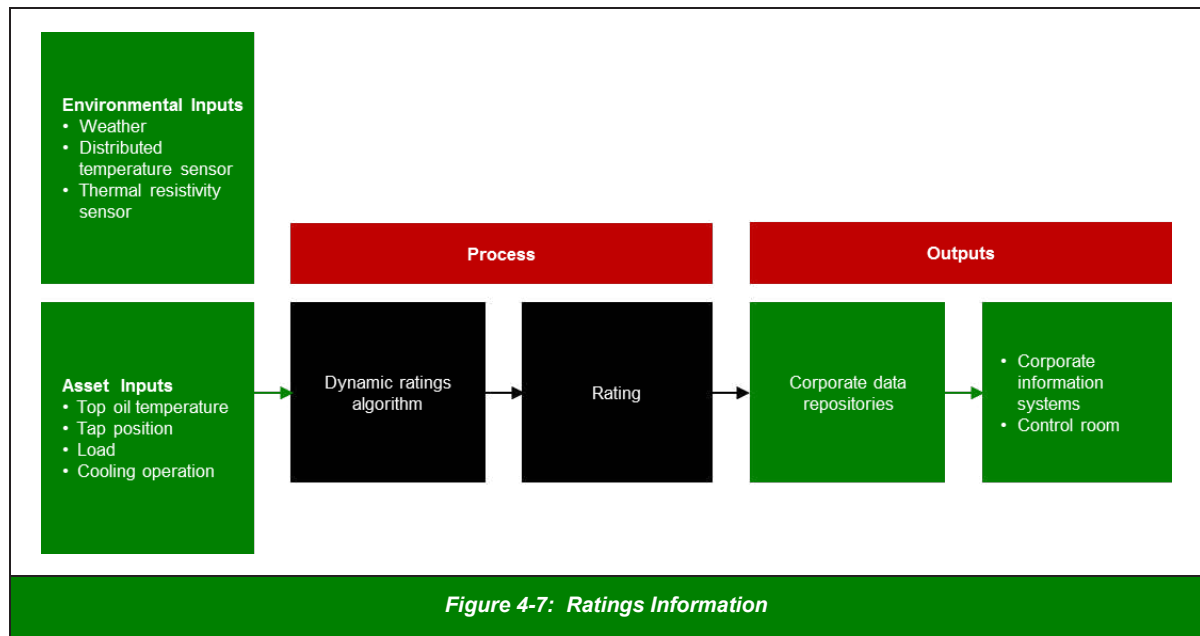 Environmental Inputs
• Weather
• Distributed
temperature sensor
• Thermal resistivity
sensor
Process
Outputs
Asset Inputs
• Top oil temperature
• Tap position
• Load
• Cooling operation
Dynamic ratings
algorithm
Rating
Corporate data
repositories
• Corporate
information
systems
• Control room
Figure 4-7: Ratings Information